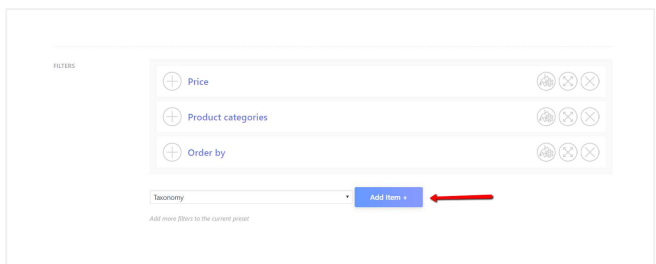 FILTERS
Price
Product categories
Order by
Taxonomy
Add Item +
Add more filters to the current preset